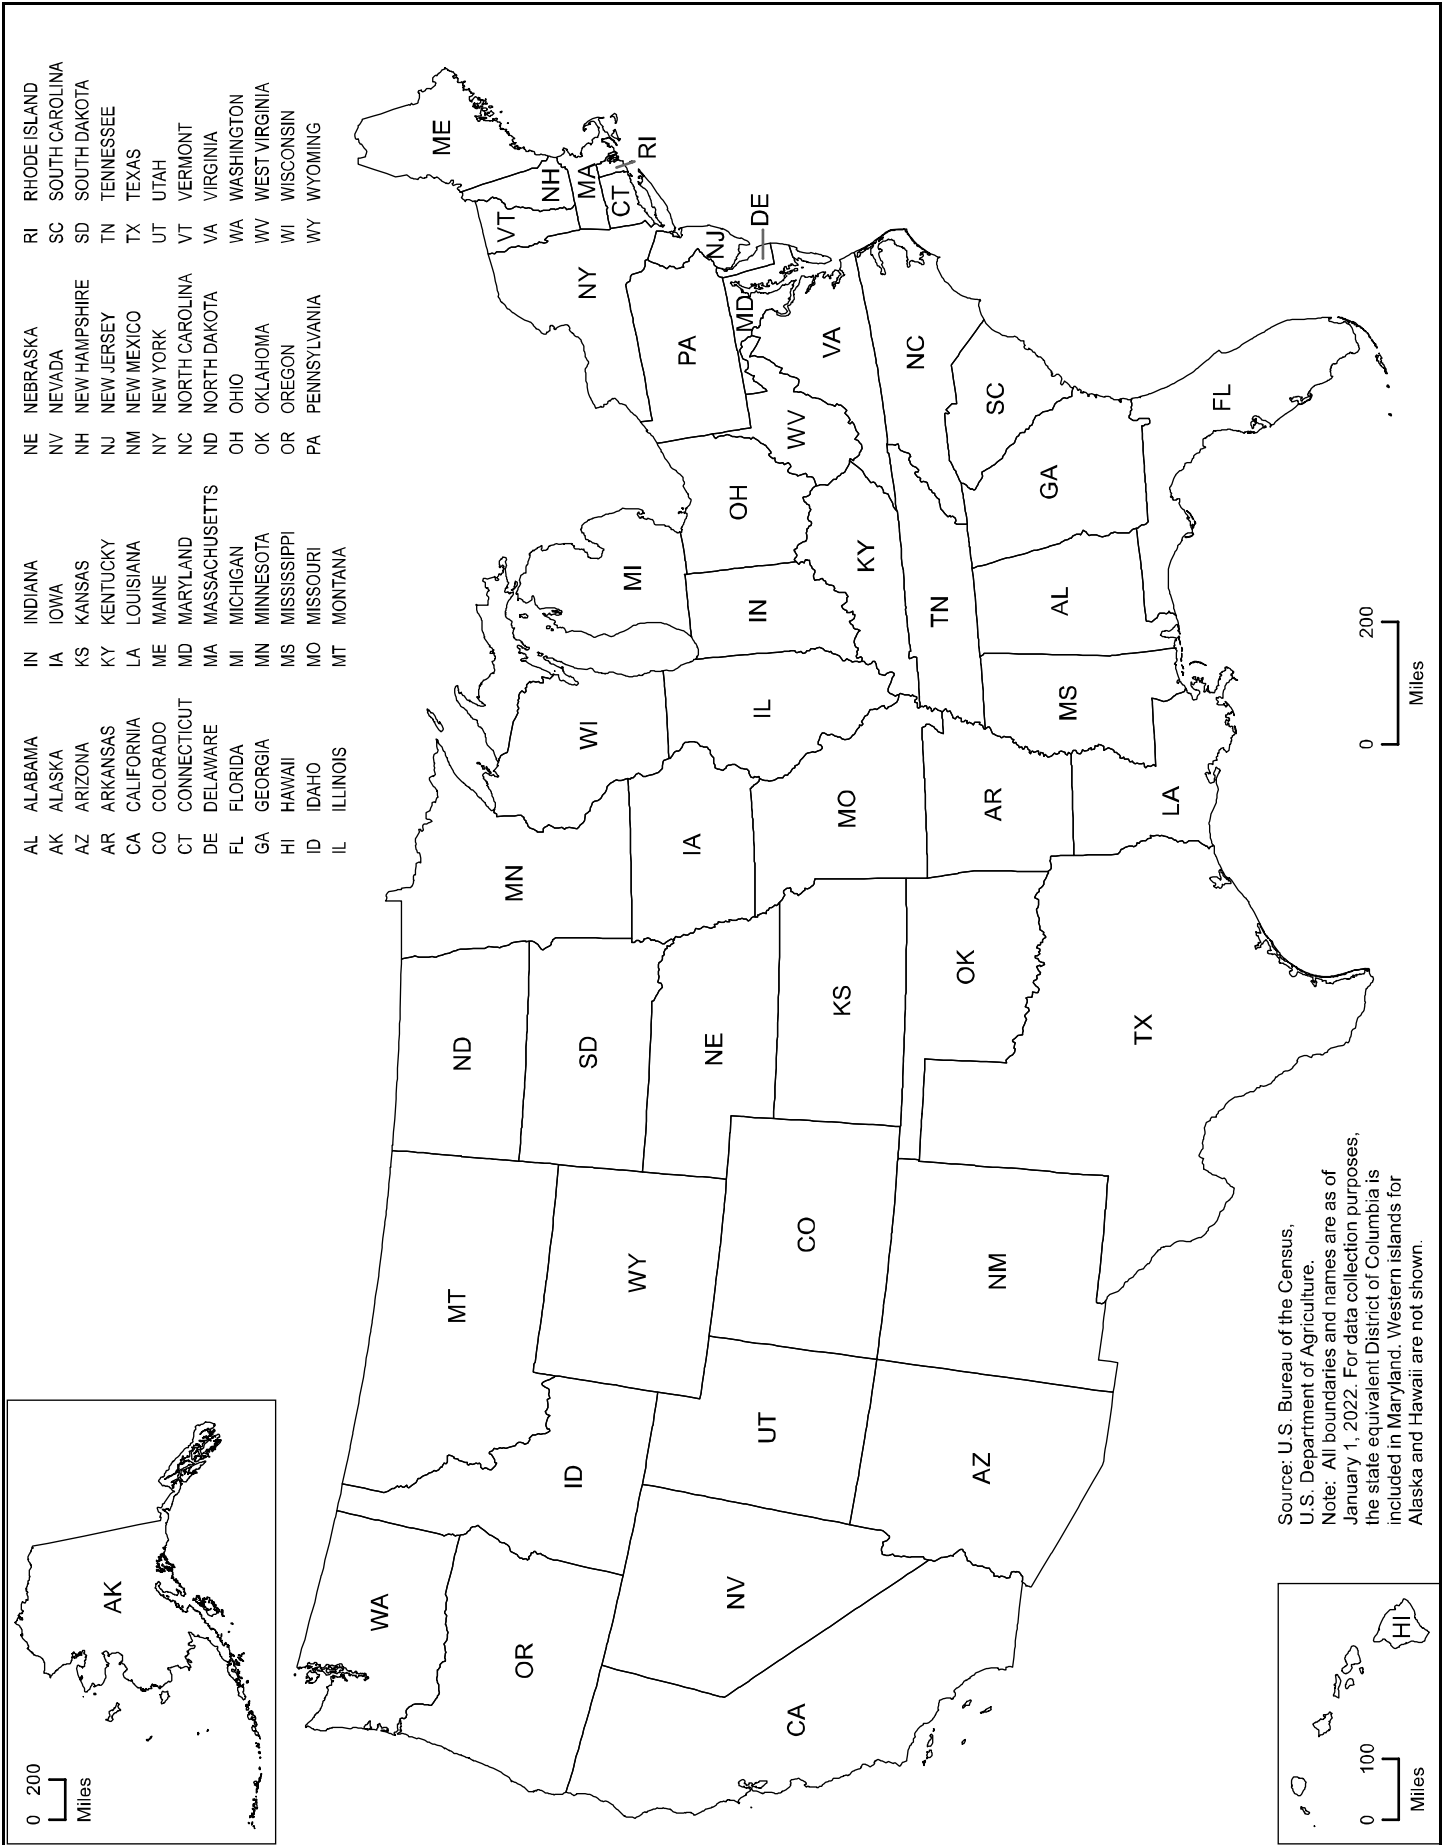 AL ALABAMA
AK ALASKA
AZ ARIZONA
AR ARKANSAS
CA CALIFORNIA
CO COLORADO
CT CONNECTICUT
DE DELAWARE
FL FLORIDA
GA GEORGIA
HI HAWAII
ID IDAHO
IL ILLINOIS
IN INDIANA
IA IOWA
KS KANSAS
KY KENTUCKY
LA LOUISIANA
ME MAINE
MD MARYLAND
MA MASSACHUSETTS
MI MICHIGAN
MN MINNESOTA
MS MISSISSIPPI
MO MISSOURI
MT MONTANA
NE NEBRASKA
NV NEVADA
NH NEW HAMPSHIRE
NJ NEW JERSEY
NM NEW MEXICO
NY NEW YORK
NC NORTH CAROLINA
ND NORTH DAKOTA
OH OHIO
OK OKLAHOMA
OR OREGON
PA PENNSYLVANIA
RI RHODE ISLAND
SC SOUTH CAROLINA
SD SOUTH DAKOTA
TN TENNESSEE
TX TEXAS
UT UTAH
VT VERMONT
VA VIRGINIA
WA WASHINGTON
WV WEST VIRGINIA
WI WISCONSIN
WY WYOMING
0 200
Miles
AK
WA
MT
ND
MN
ME
VT
NH
MA
RI
CT
NY
OR
ID
SD
WI
MI
WY
IA
PA
NJ
DE
MD
NE
NV
UT
CO
IL
IN
OH
WV
VA
CA
KS
MO
KY
NC
AZ
NM
OK
AR
TN
SC
TX
LA
MS
AL
GA
FL
HI
0 100
Miles
Source: U.S. Bureau of the Census,
U.S. Department of Agriculture.
Note: All boundaries and names are as of
January 1, 2022. For data collection purposes,
the state equivalent District of Columbia is
included in Maryland. Western islands for
Alaska and Hawaii are not shown.
0 200
Miles